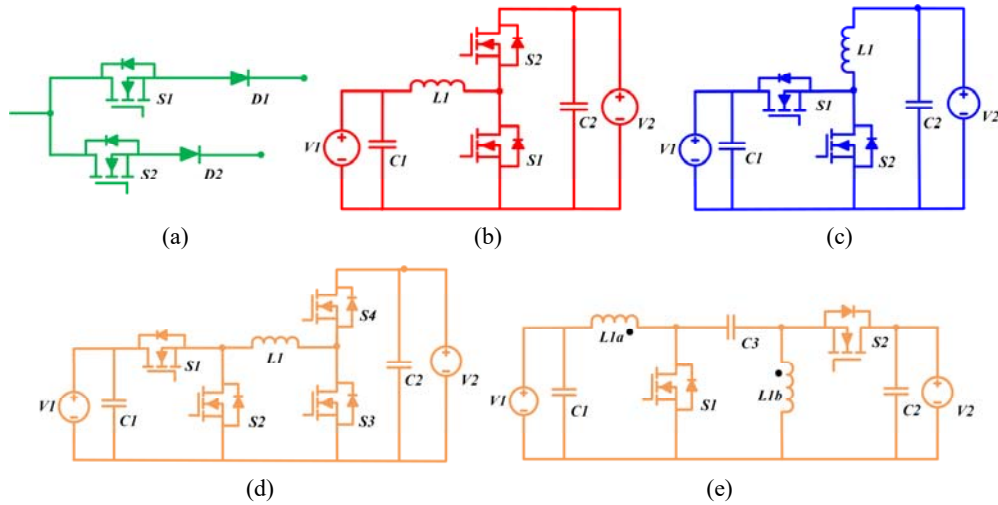 S1 D1
S2 D2
(a)
S2
L1
V1 C1 S1 C2 V2
(b)
L1
S1
V1 C1 S2 C2 V2
(c)
S4
S1 L1
V1 C1 S2 S3 C2 V2
(d)
L1a C3 S2
V1 C1 S1 L1b C2 V2
(e)